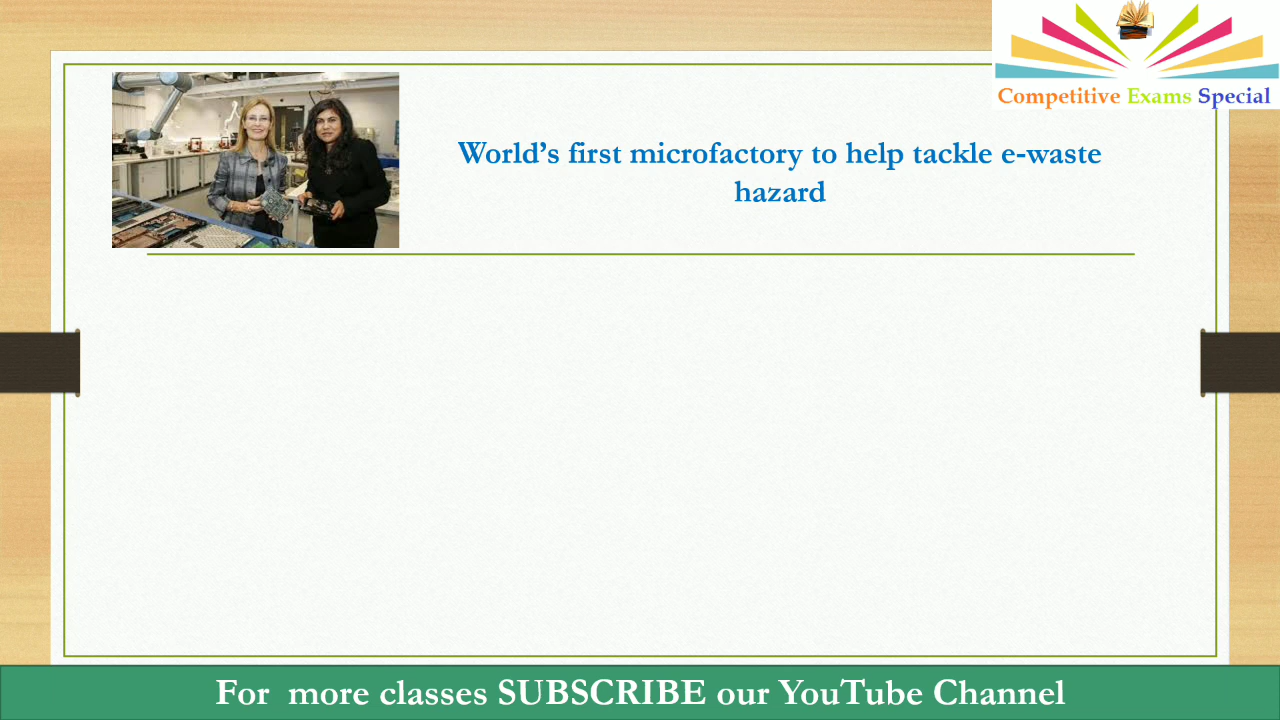 Competitive Exams Special
World’s first microfactory to help tackle e-waste
hazard
For  more classes SUBSCRIBE our YouTube Channel